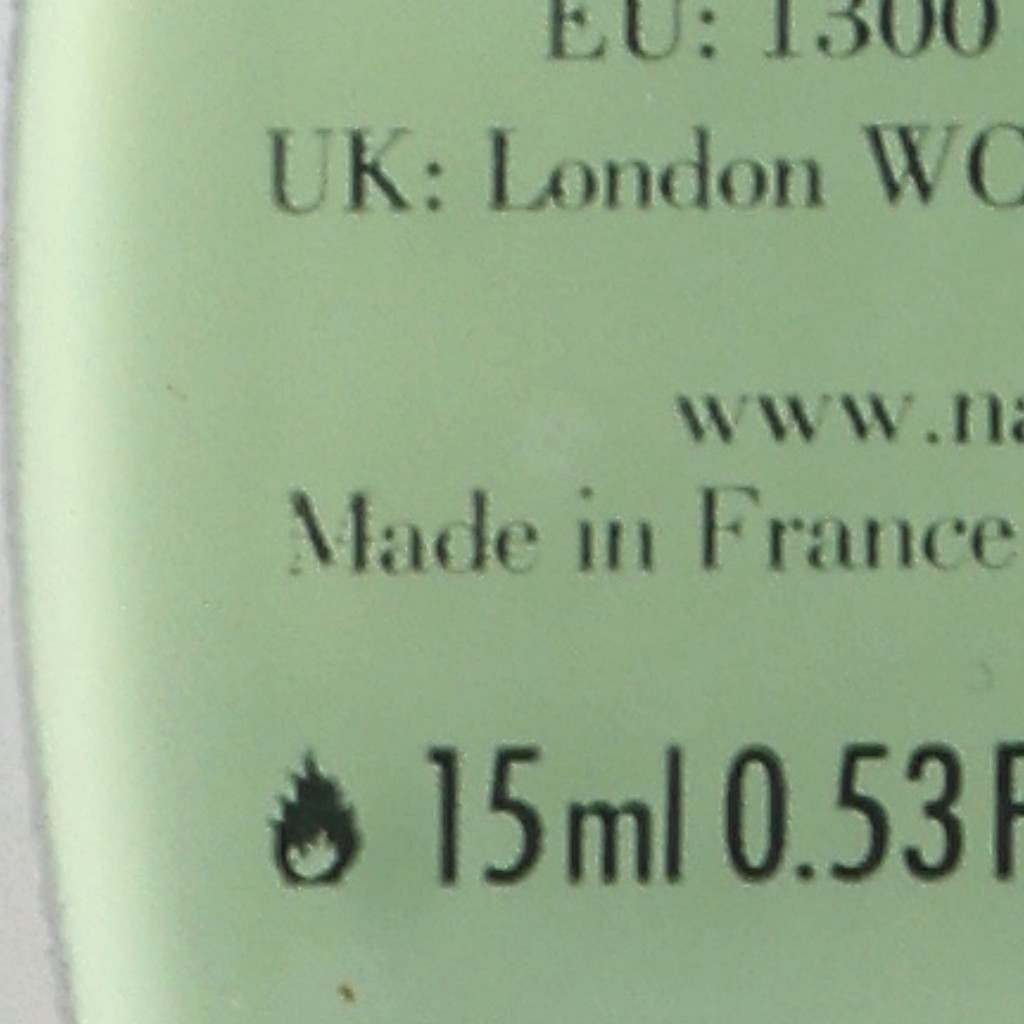 EU: 1300
UK: London WC
www.na
Made in France
15ml 0.53 F